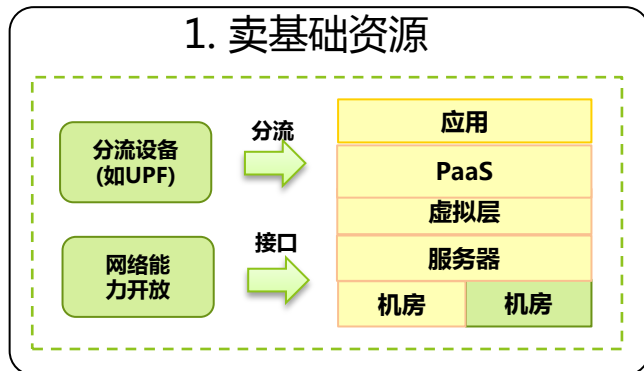 1. 卖基础资源
分流设备
(如UPF)
分流
网络能
力开放
接口
应用
PaaS
虚拟层
服务器
机房
机房